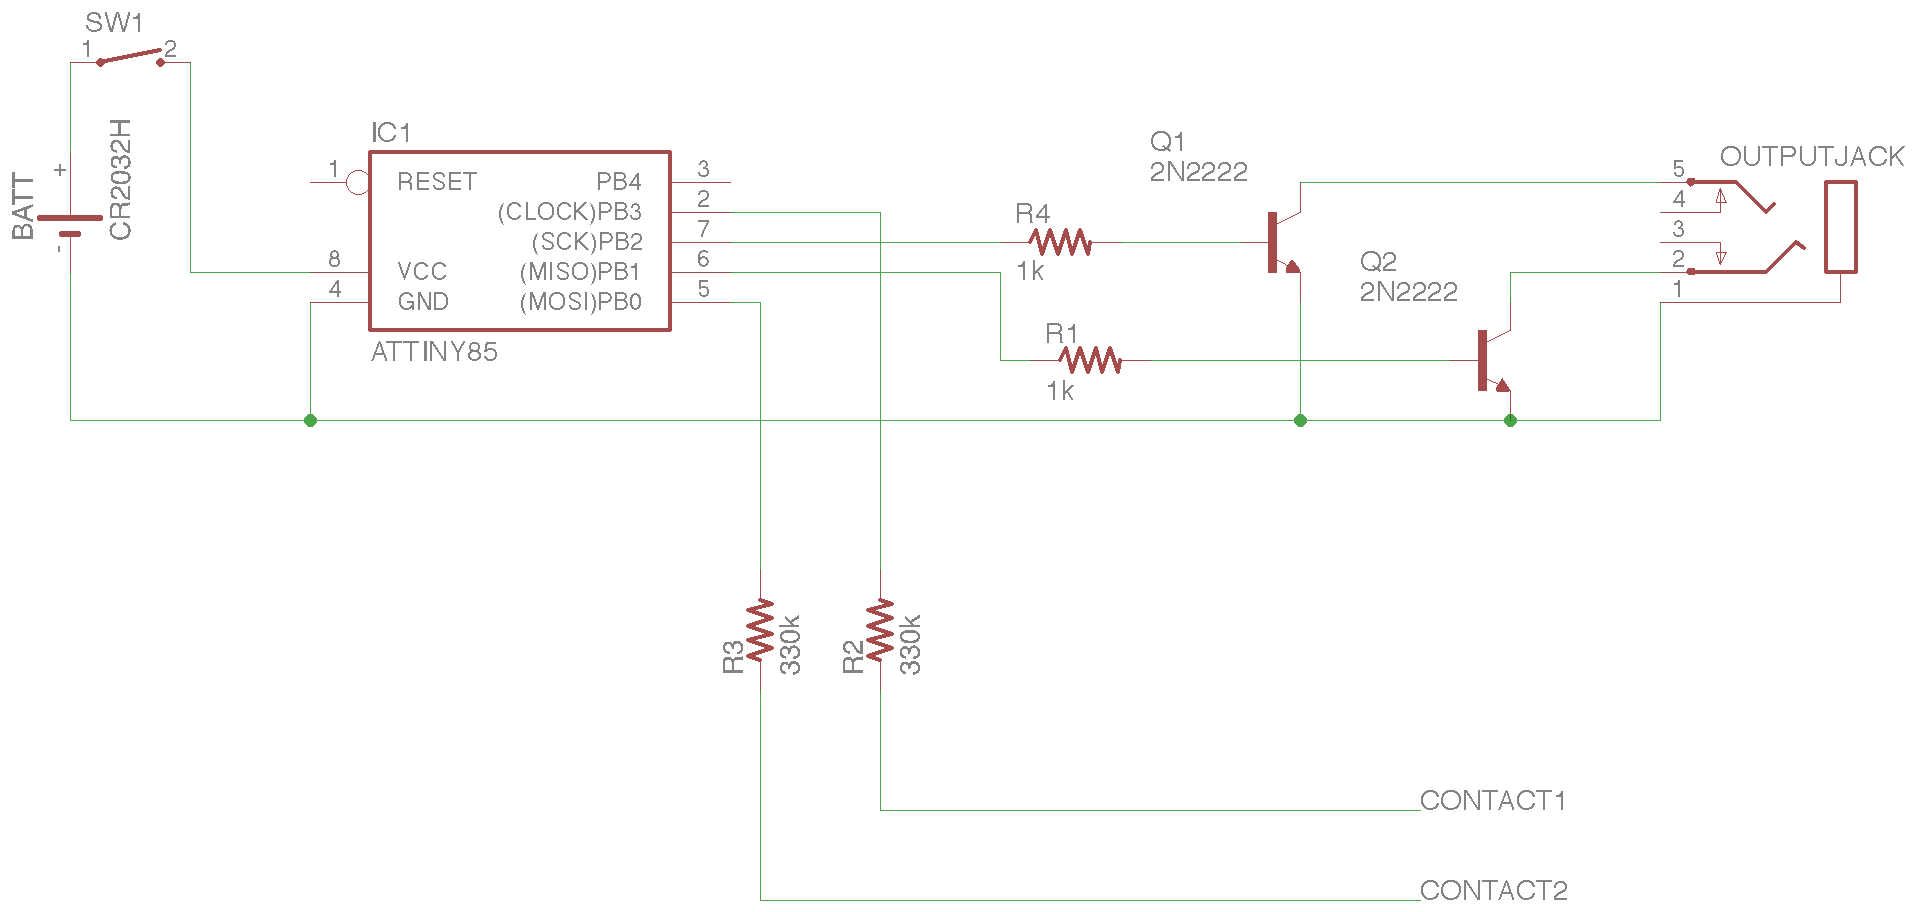 SW1
1
2
BATT
+
-
CR2032H
IC1
1
RESET
8
VCC
4
GND
PB4
3
(CLOCK)PB3
2
(SCK)PB2
7
(MISO)PB1
6
(MOSI)PB0
5
ATTINY85
R4
1k
R1
1k
Q1
2N2222
Q2
2N2222
OUTPUTJACK
5
4
3
2
1
R3
330k
R2
330k
CONTACT1
CONTACT2